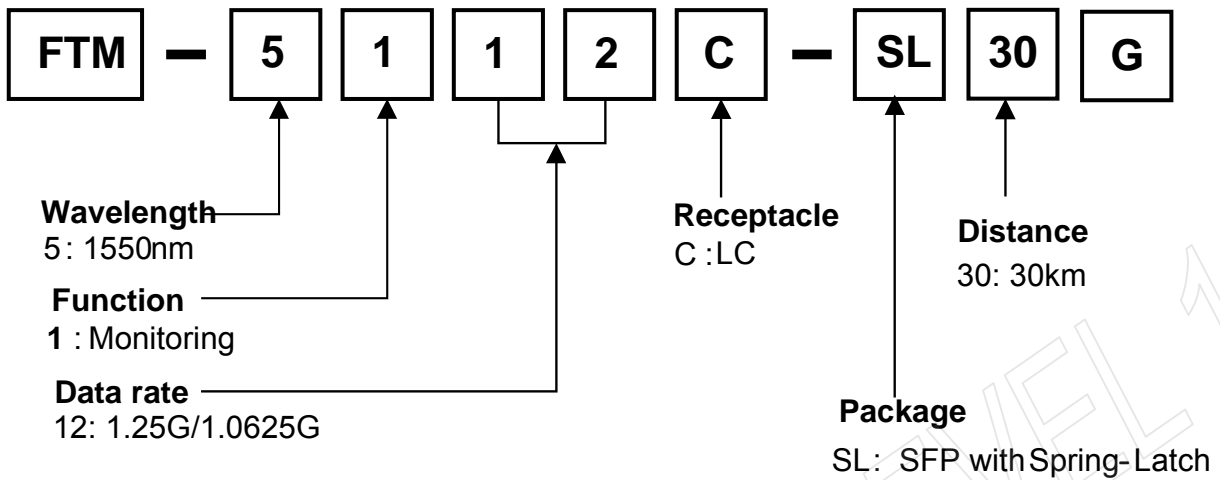 FTM - 5 1 1 2 C - SL 30 G
Wavelength
5: 1550nm
Function
1 : Monitoring
Data rate
12: 1.25G/1.0625G
Receptacle
C :LC
Distance
30: 30km
Package
SL: SFP with Spring-Latch